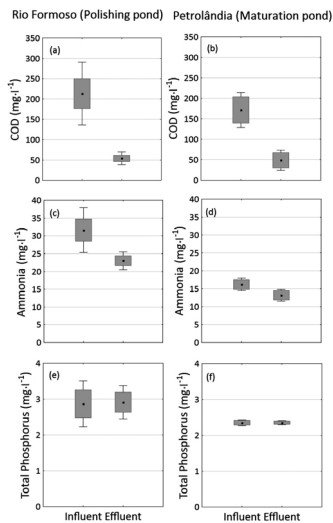 Rio Formoso (Polishing pond)
Petrolândia (Maturation pond)
(a)
COD (mg·l⁻¹)
350
300
250
200
150
100
50
0
(b)
COD (mg·l⁻¹)
350
300
250
200
150
100
50
0
(c)
Ammonia (mg·l⁻¹)
40
35
30
25
20
15
10
5
0
(d)
Ammonia (mg·l⁻¹)
40
35
30
25
20
15
10
5
0
(e)
Total Phosphorus (mg·l⁻¹)
4
3
2
1
0
(f)
Total Phosphorus (mg·l⁻¹)
4
3
2
1
0
Influent Effluent
Influent Effluent